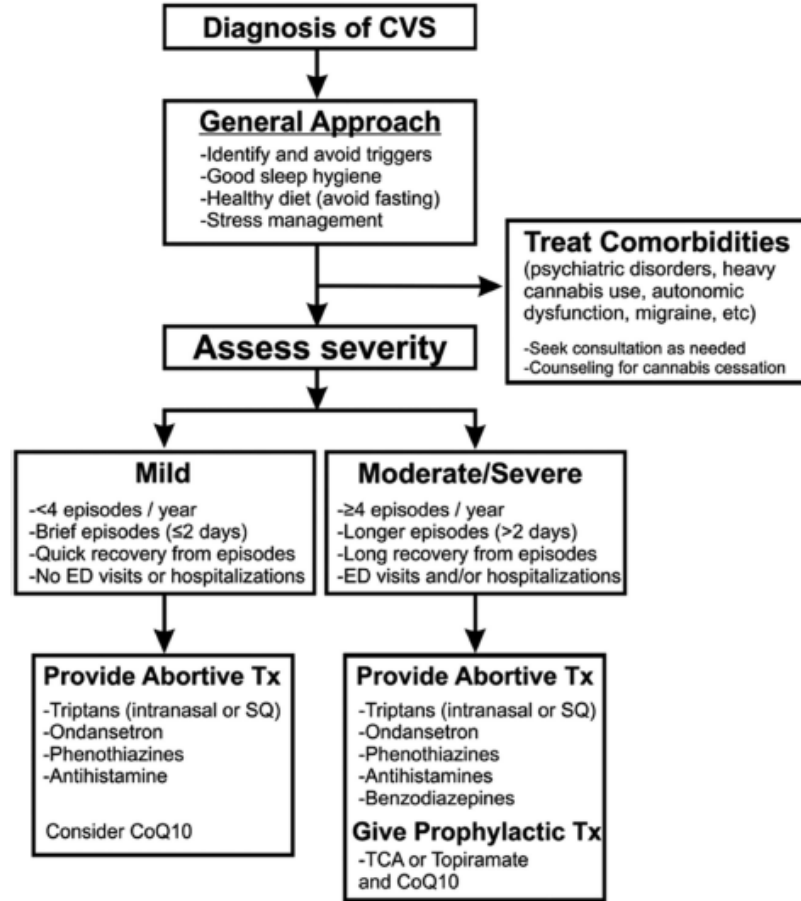 Diagnosis of CVS
General Approach
-Identify and avoid triggers
-Good sleep hygiene
-Healthy diet (avoid fasting)
-Stress management
Treat Comorbidities
(psychiatric disorders, heavy
cannabis use, autonomic
dysfunction, migraine, etc)
-Seek consultation as needed
-Counseling for cannabis cessation
Assess severity
Mild
-<4 episodes / year
-Brief episodes (≤2 days)
-Quick recovery from episodes
-No ED visits or hospitalizations
Moderate/Severe
-≥4 episodes / year
-Longer episodes (>2 days)
-Long recovery from episodes
-ED visits and/or hospitalizations
Provide Abortive Tx
-Triptans (intranasal or SQ)
-Ondansetron
-Phenothiazines
-Antihistamine
Consider CoQ10
Provide Abortive Tx
-Triptans (intranasal or SQ)
-Ondansetron
-Phenothiazines
-Antihistamines
-Benzodiazepines
Give Prophylactic Tx
-TCA or Topiramate
and CoQ10